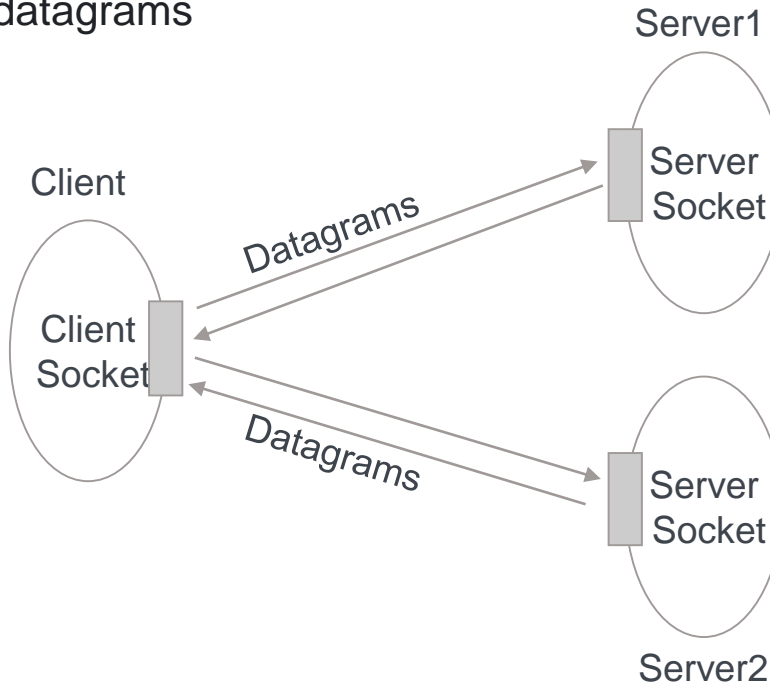 datagrams
Server1
Client
Server
Socket
Datagrams
Client
Socket
Datagrams
Server
Socket
Server2